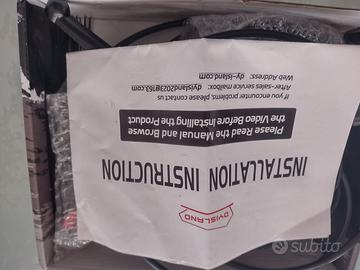 DYISLAND
INSTALLATION INSTRUCTION
Please Read the Manual and Browse
the Video Before Installing the Product
If you encounter problems, please contact us
After-sales service mailbox: dyisland2023@163.com
Web Address: dy-island.com
subito